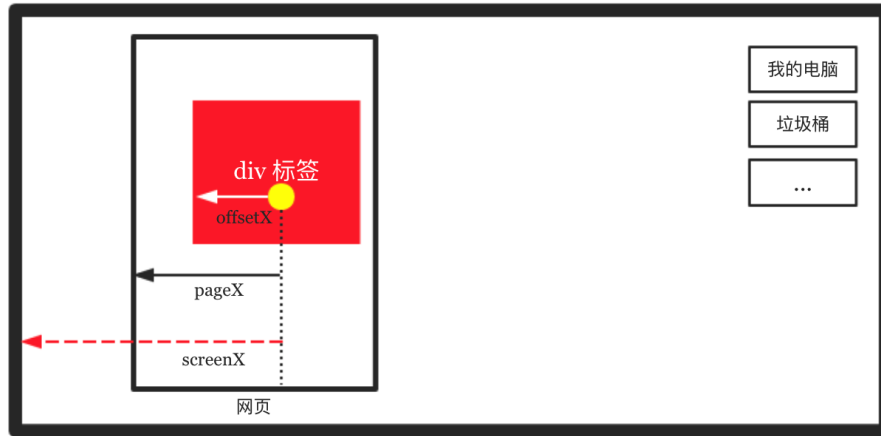 我的电脑
垃圾桶
...
div 标签
offsetX
pageX
screenX
网页